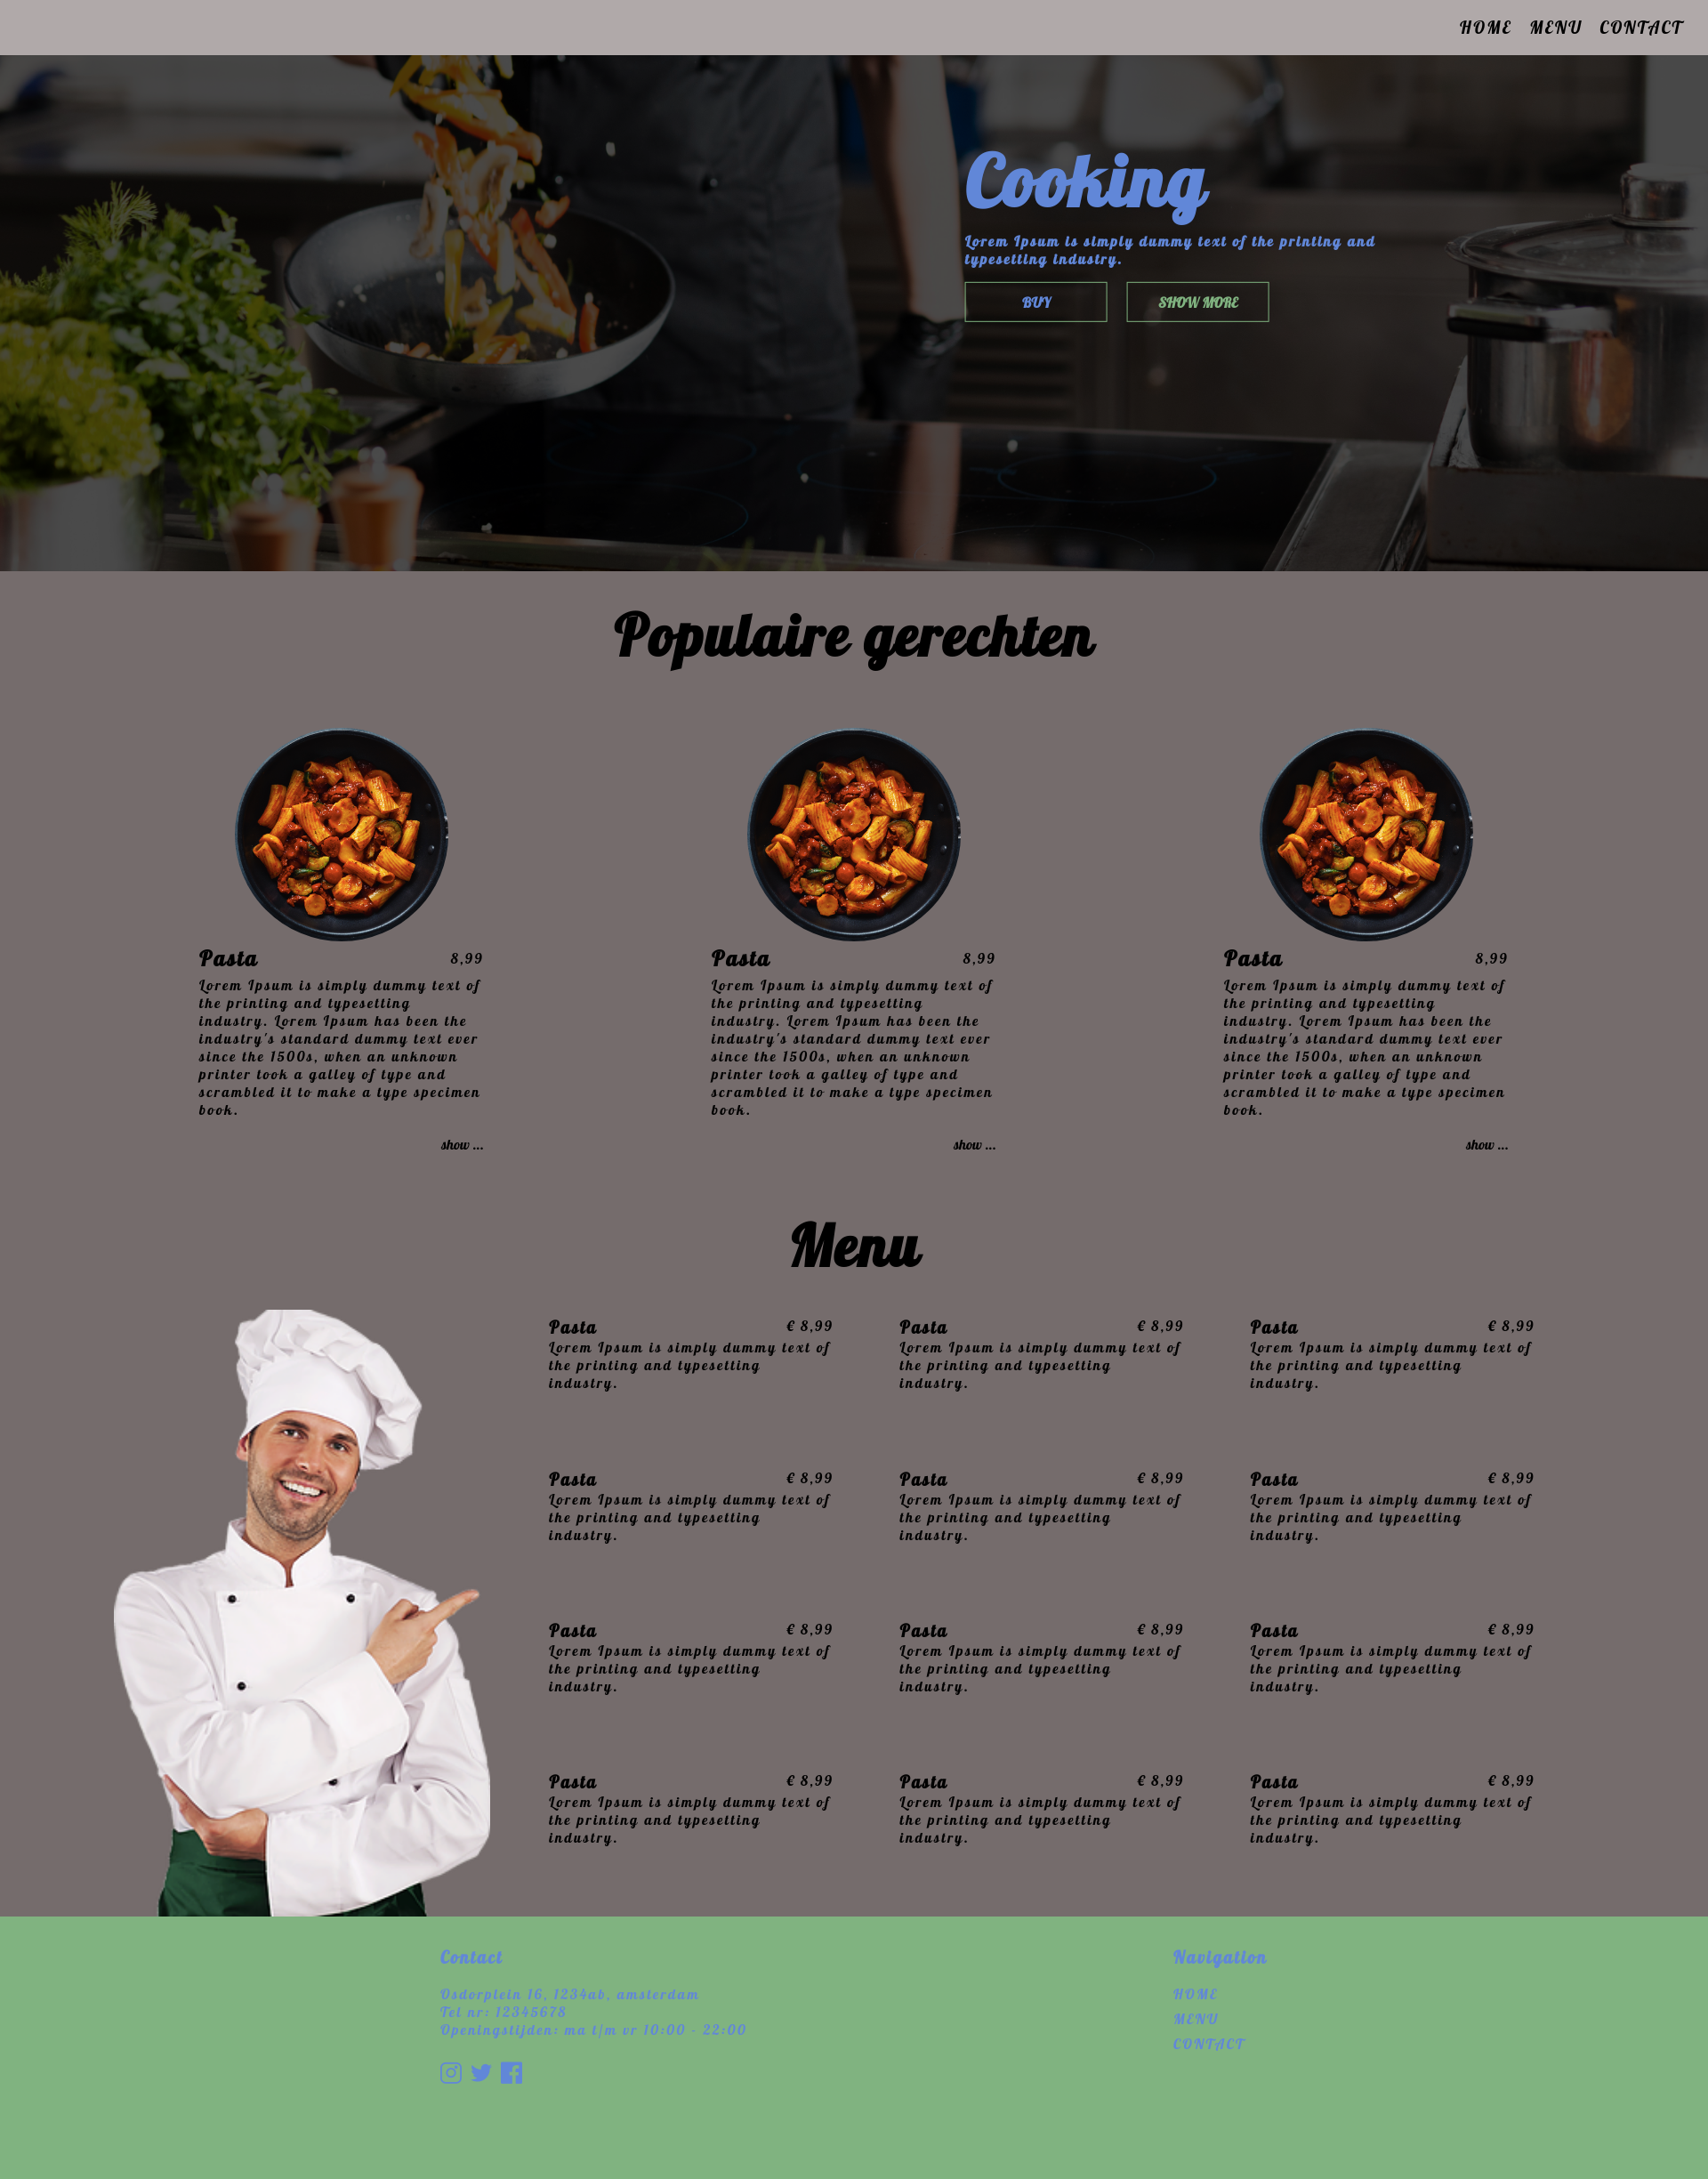 HOME MENU CONTACT
Cooking
Lorem Ipsum is simply dummy text of the printing and
typesetting industry.
BUY SHOW MORE
Populaire gerechten
Pasta 8,99
Lorem Ipsum is simply dummy text of
the printing and typesetting
industry. Lorem Ipsum has been the
industry's standard dummy text ever
since the 1500s, when an unknown
printer took a galley of type and
scrambled it to make a type specimen
book.
show ...
Pasta 8,99
Lorem Ipsum is simply dummy text of
the printing and typesetting
industry. Lorem Ipsum has been the
industry's standard dummy text ever
since the 1500s, when an unknown
printer took a galley of type and
scrambled it to make a type specimen
book.
show ...
Pasta 8,99
Lorem Ipsum is simply dummy text of
the printing and typesetting
industry. Lorem Ipsum has been the
industry's standard dummy text ever
since the 1500s, when an unknown
printer took a galley of type and
scrambled it to make a type specimen
book.
show ...
Menu
Pasta € 8,99
Lorem Ipsum is simply dummy text of
the printing and typesetting
industry.
Pasta € 8,99
Lorem Ipsum is simply dummy text of
the printing and typesetting
industry.
Pasta € 8,99
Lorem Ipsum is simply dummy text of
the printing and typesetting
industry.
Pasta € 8,99
Lorem Ipsum is simply dummy text of
the printing and typesetting
industry.
Pasta € 8,99
Lorem Ipsum is simply dummy text of
the printing and typesetting
industry.
Pasta € 8,99
Lorem Ipsum is simply dummy text of
the printing and typesetting
industry.
Pasta € 8,99
Lorem Ipsum is simply dummy text of
the printing and typesetting
industry.
Pasta € 8,99
Lorem Ipsum is simply dummy text of
the printing and typesetting
industry.
Pasta € 8,99
Lorem Ipsum is simply dummy text of
the printing and typesetting
industry.
Pasta € 8,99
Lorem Ipsum is simply dummy text of
the printing and typesetting
industry.
Pasta € 8,99
Lorem Ipsum is simply dummy text of
the printing and typesetting
industry.
Pasta € 8,99
Lorem Ipsum is simply dummy text of
the printing and typesetting
industry.
Contact
Osdorplein 16, 1234ab, amsterdam
Tel nr: 12345678
Openingstijden: ma t/m vr 10:00 - 22:00
Navigation
HOME
MENU
CONTACT